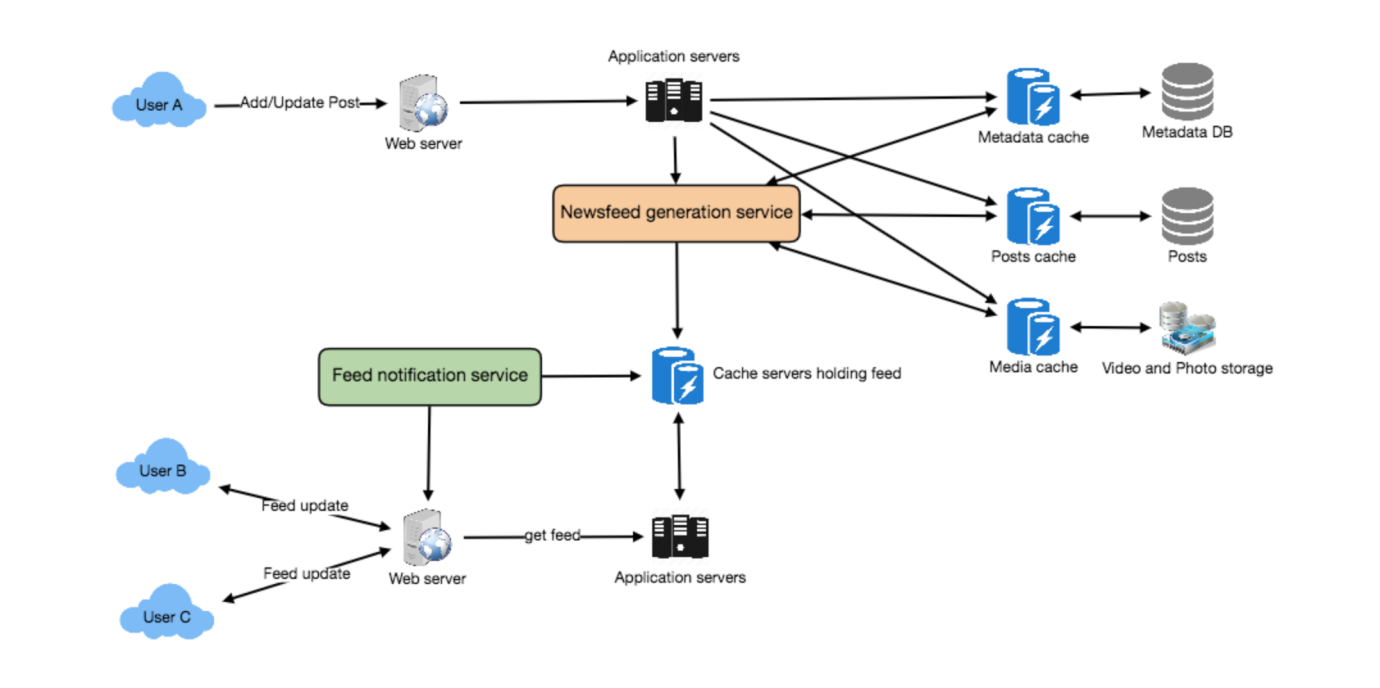 Application servers
User A
Add/Update Post
Web server
Metadata cache
Metadata DB
Newsfeed generation service
Posts cache
Posts
Media cache
Video and Photo storage
Feed notification service
Cache servers holding feed
User B
Feed update
get feed
Feed update
Web server
Application servers
User C